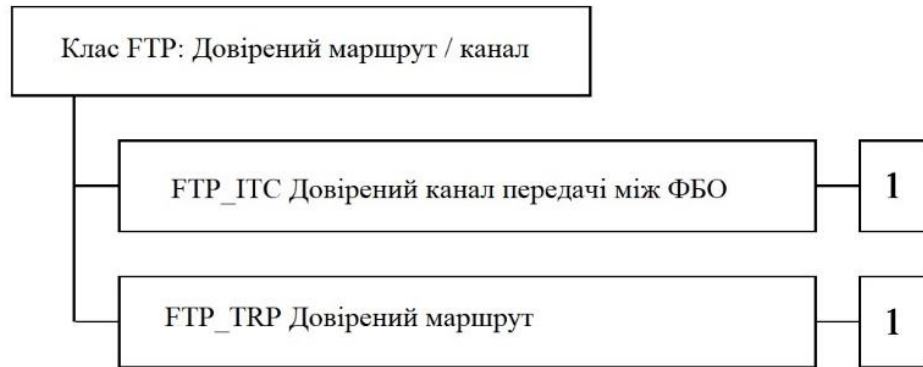 Клас FTP: Довірений маршрут / канал
FTP_ITC Довірений канал передачі між ФБО
1
FTP_TRP Довірений маршрут
1